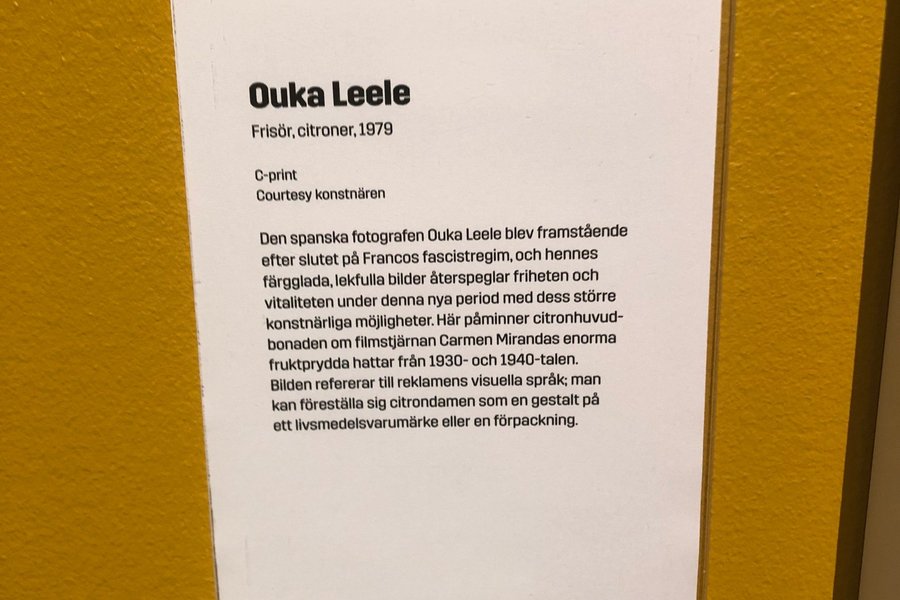 Ouka Leele
Frisör, citroner, 1979
C-print
Courtesy konstnären
Den spanska fotografen Ouka Leele blev framstående
efter slutet på Francos fascistregim, och hennes
färgglada, lekfulla bilder återspeglar friheten och
vitaliteten under denna nya period med dess större
konstnärliga möjligheter. Här påminner citronhuvud-
bonaden om filmstjärnan Carmen Mirandas enorma
fruktprydda hattar från 1930- och 1940-talen.
Bilden refererar till reklamens visuella språk; man
kan föreställa sig citrondamen som en gestalt på
ett livsmedelsvarumärke eller en förpackning.